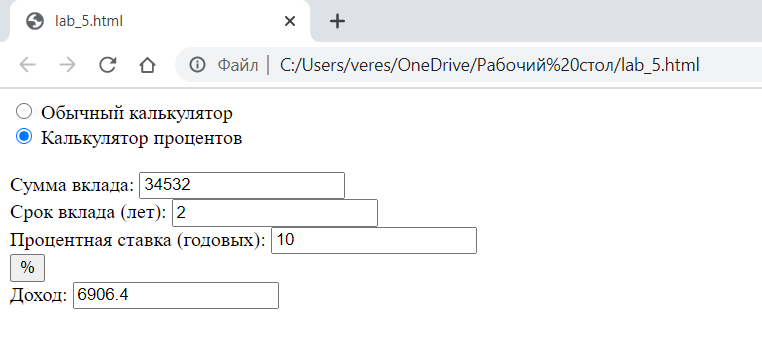 lab_5.html
Файл | C:/Users/veres/OneDrive/Рабочий%20стол/lab_5.html
Обычный калькулятор
Калькулятор процентов
Сумма вклада: 34532
Срок вклада (лет): 2
Процентная ставка (годовых): 10
%
Доход: 6906.4